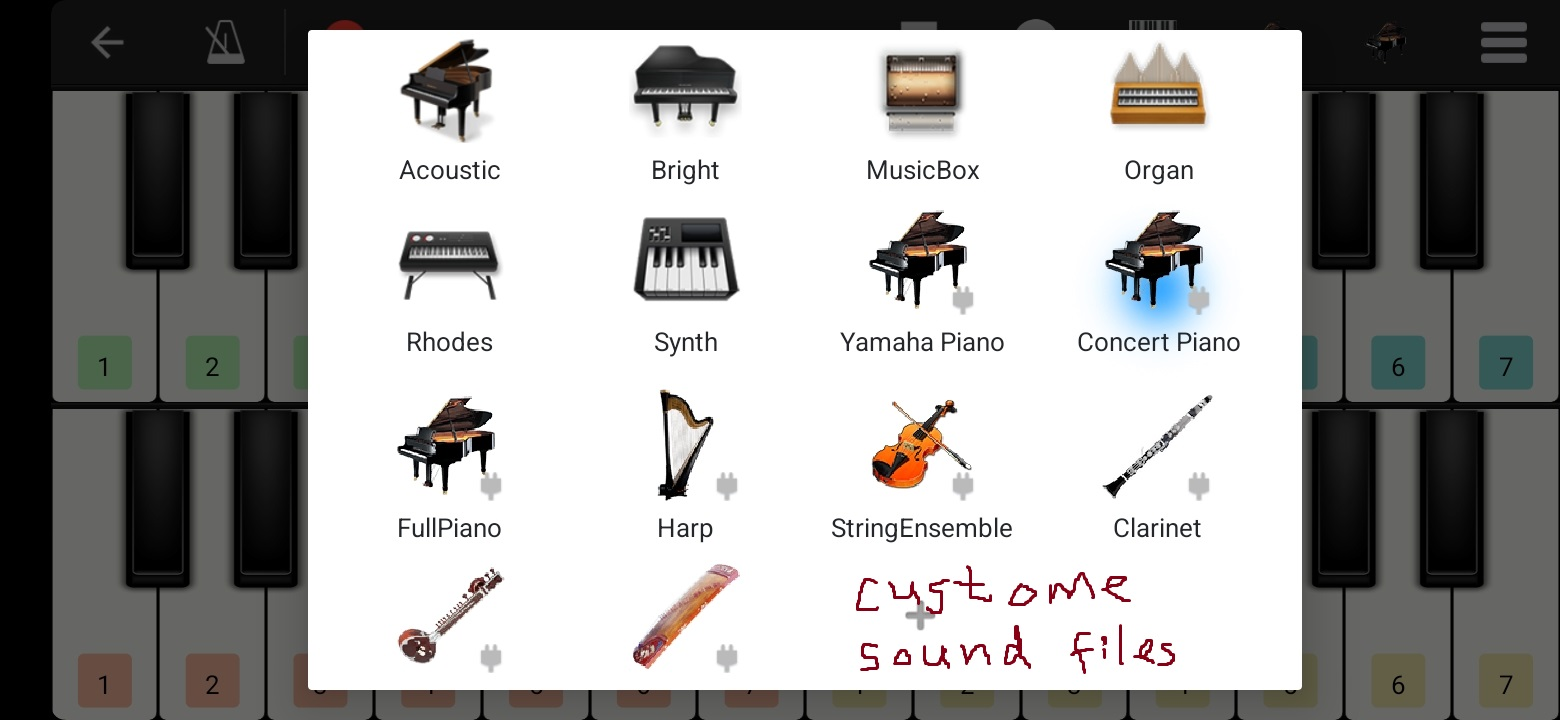 Acoustic Bright MusicBox Organ
Rhodes Synth Yamaha Piano Concert Piano
1 2 6 7
FullPiano Harp StringEnsemble Clarinet
custome
sound files
1 2 6 7